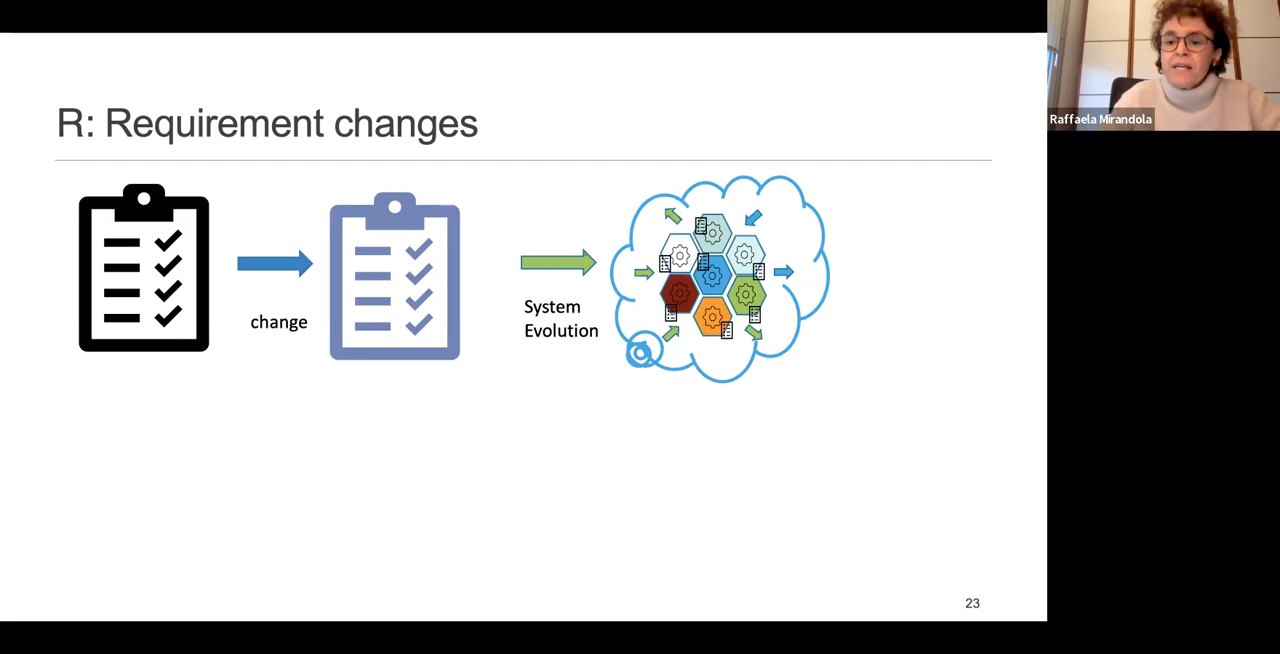 Raffaela Mirandola
R: Requirement changes
change
System
Evolution
23